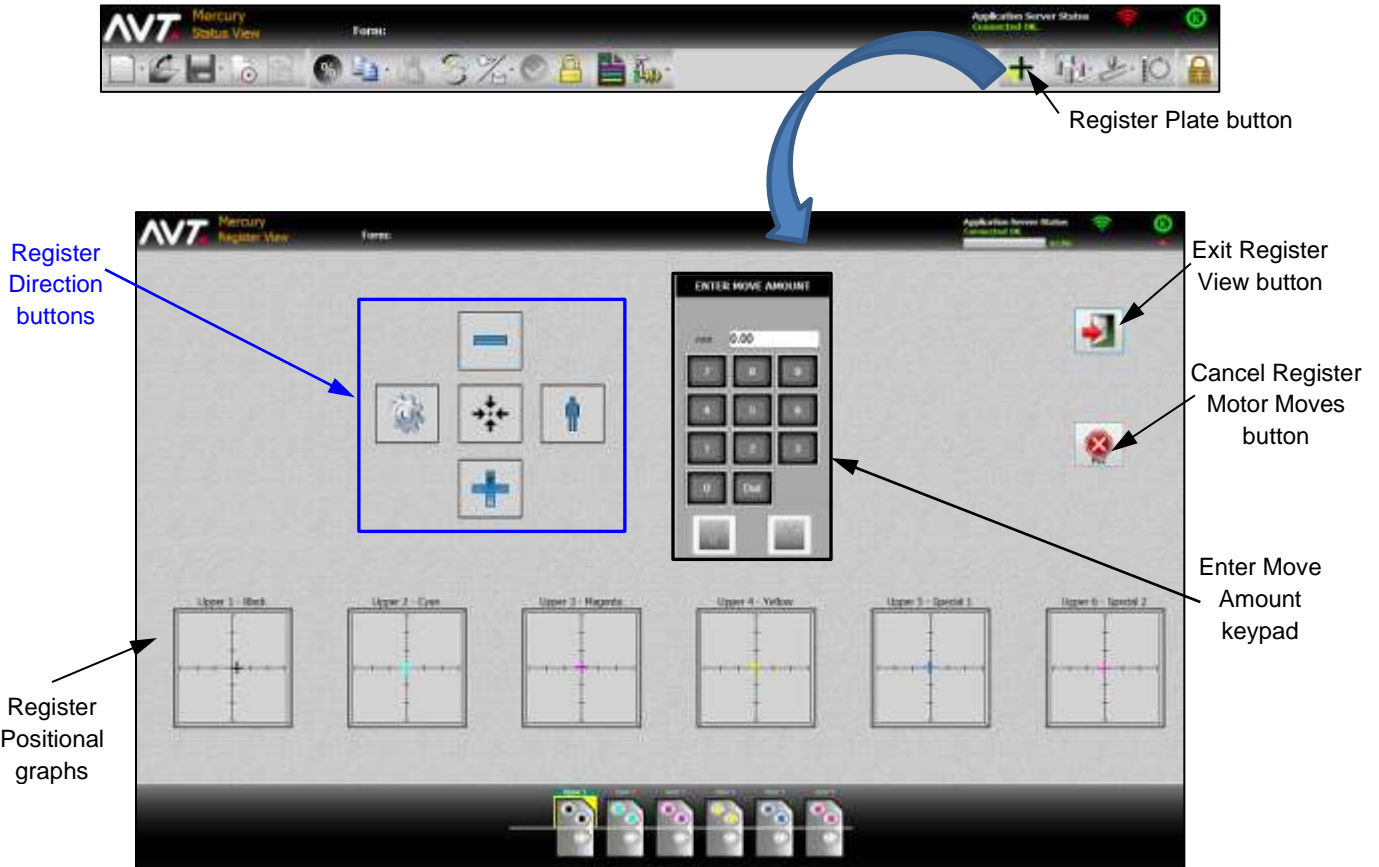 AVT
Mercury
Status View
Form:
Application Server Status
Connected OK.
%
Register Plate button
AVT
Mercury
Register View
Form:
Application Server Status
Connected OK
Register
Direction
buttons
ENTER MOVE AMOUNT
0.00
7 8 9
4 5 6
1 2 3
0 Del
Exit Register
View button
Cancel Register
Motor Moves
button
Enter Move
Amount
keypad
Upper 1 - Black
Upper 2 - Cyan
Upper 3 - Magenta
Upper 4 - Yellow
Upper 5 - Special 1
Upper 6 - Special 2
Register
Positional
graphs